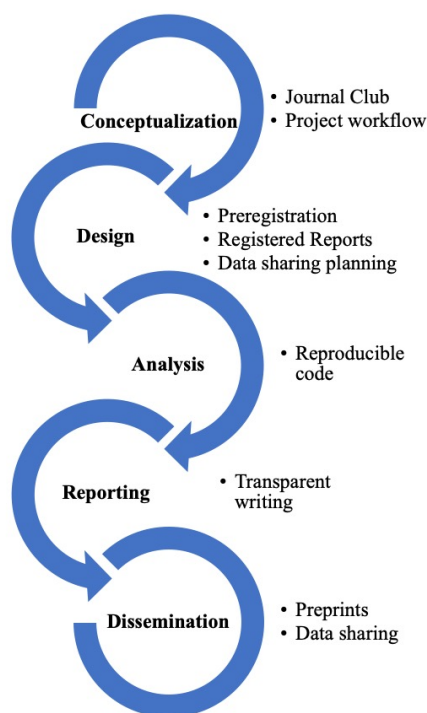 Conceptualization
• Journal Club
• Project workflow
Design
• Preregistration
• Registered Reports
• Data sharing planning
Analysis
• Reproducible
code
Reporting
• Transparent
writing
Dissemination
• Preprints
• Data sharing